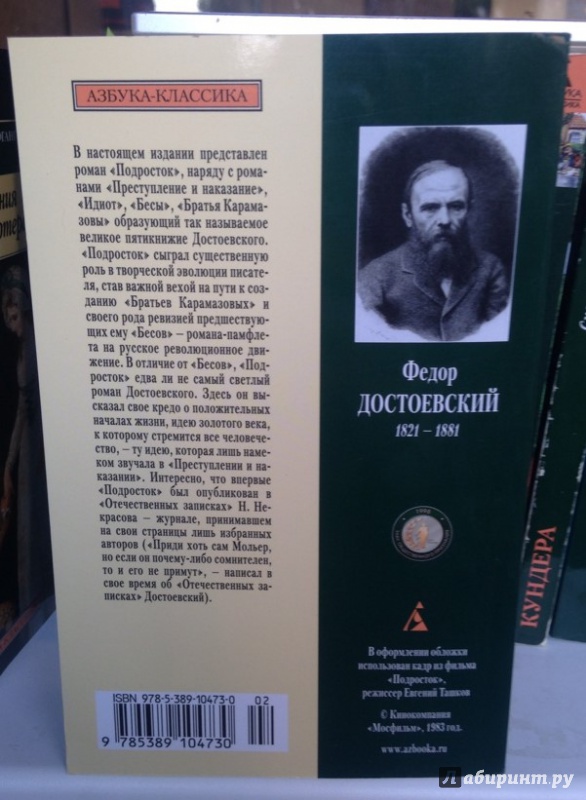 АЗБУКА-КЛАССИКА
В настоящем издании представлен
роман «Подросток», наряду с рома-
нами «Преступление и наказание»,
«Идиот», «Бесы», «Братья Карама-
зовы» образующий так называемое
великое пятикнижие Достоевского.
«Подросток» сыграл существенную
роль в творческой эволюции писате-
ля, став важной вехой на пути к со-
зданию «Братьев Карамазовых» и
своего рода ревизией предшествую-
щих ему «Бесов» – романа-памфле-
та на русское революционное дви-
жение. В отличие от «Бесов», «Под-
росток» едва ли не самый светлый
роман Достоевского. Здесь он вы-
сказал свое кредо о положительных
началах жизни, идею золотого века,
к которому стремится все человече-
ство, – ту идею, которая лишь наме-
ком звучала в «Преступлении и на-
казании». Интересно, что впервые
«Подросток» был опубликован в
«Отечественных записках» Н. Не-
красова – журнале, принимавшем
на свои страницы лишь избранных
авторов («Приди хоть сам Мольер,
но если он почему-либо сомнителен,
то и его не примут», – написал в
свое время об «Отечественных за-
писках» Достоевский).
ISBN 978-5-389-10473-0 02
9 785389 104730
Федор
ДОСТОЕВСКИЙ
1821 – 1881
В оформлении обложки
использован кадр из фильма
«Подросток»,
режиссер Евгений Ташков
© Кинокомпания
«Мосфильм», 1983 год.
www.azbooka.ru
КУНДЕРА
Лабиринт.ру